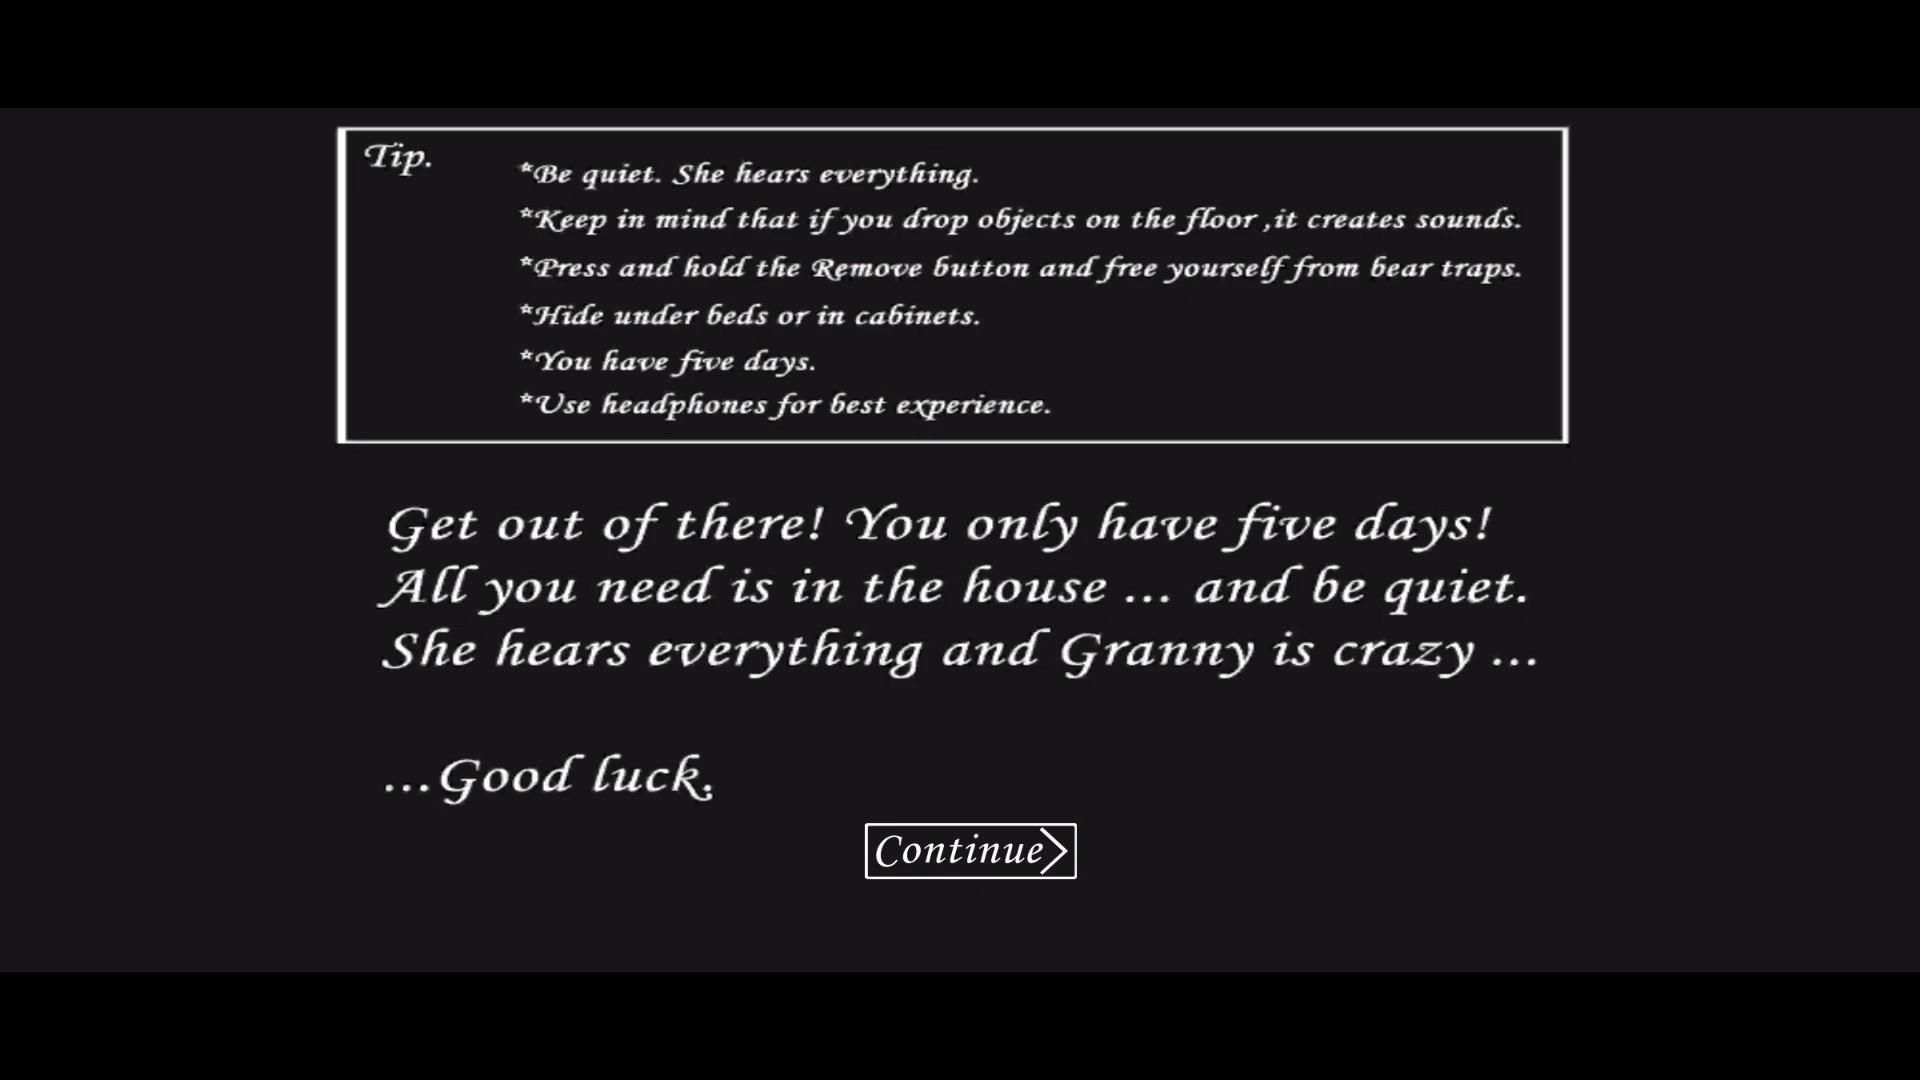 Tip.
*Be quiet. She hears everything.
*Keep in mind that if you drop objects on the floor ,it creates sounds.
*Press and hold the Remove button and free yourself from bear traps.
*Hide under beds or in cabinets.
*You have five days.
*Use headphones for best experience.
Get out of there! You only have five days!
All you need is in the house ... and be quiet.
She hears everything and Granny is crazy ...
...Good luck.
Continue